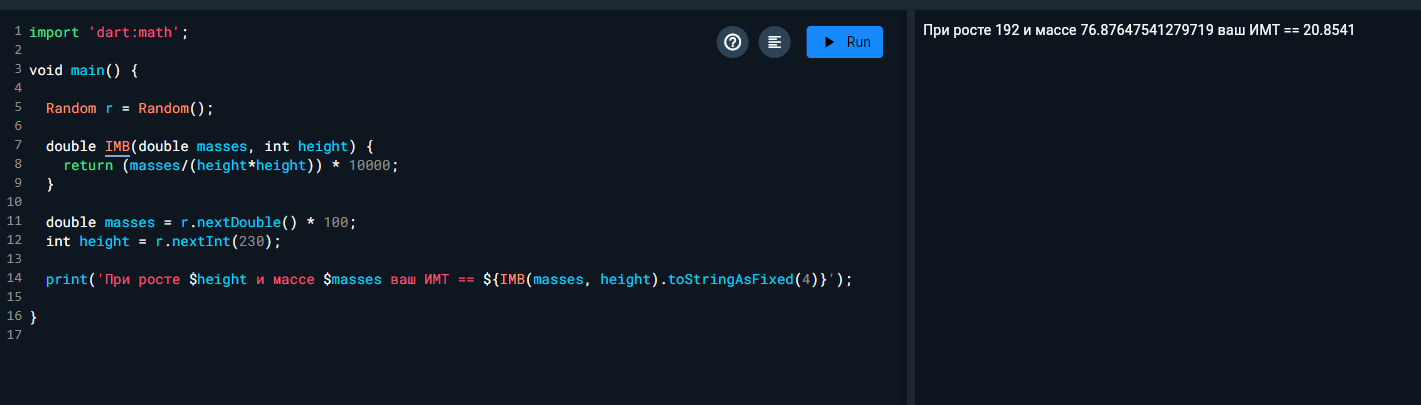 1 import 'dart:math';
Run
При росте 192 и массе 76.87647541279719 ваш ИМТ == 20.8541
2
3 void main() {
4
5 Random r = Random();
6
7 double IMB(double masses, int height) {
8 return (masses/(height*height)) * 10000;
9 }
10
11 double masses = r.nextDouble() * 100;
12 int height = r.nextInt(230);
13
14 print('При росте $height и массе $masses ваш ИМТ == ${IMB(masses, height).toStringAsFixed(4)}');
15
16 }
17